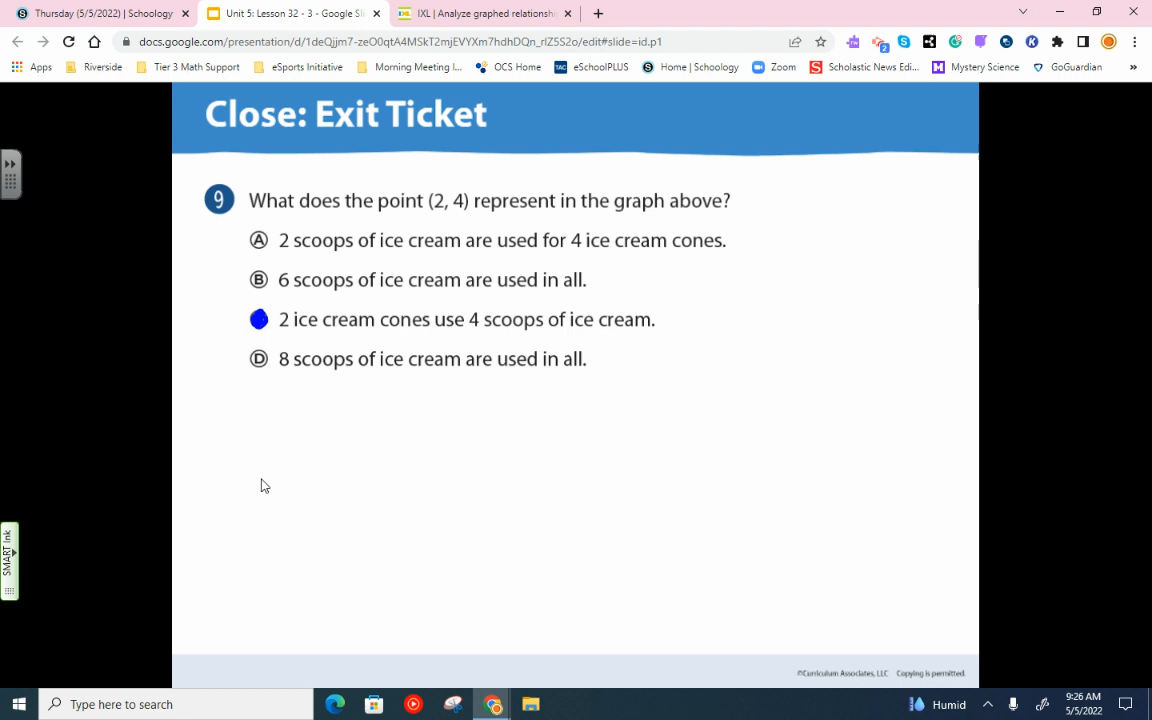 Thursday (5/5/2022) | Schoology
Unit 5: Lesson 32 - 3 - Google Sli
IXL | Analyze graphed relationshi
docs.google.com/presentation/d/1deQjjm7-zeO0qtA4MSkT2mjEVYXm7hdhDQn_rIZ5S2o/edit#slide=id.p1
Apps Riverside Tier 3 Math Support eSports Initiative Morning Meeting I... OCS Home eSchoolPLUS Home | Schoology Zoom Scholastic News Edi... Mystery Science GoGuardian
Close: Exit Ticket
9 What does the point (2, 4) represent in the graph above?
A 2 scoops of ice cream are used for 4 ice cream cones.
B 6 scoops of ice cream are used in all.
2 ice cream cones use 4 scoops of ice cream.
D 8 scoops of ice cream are used in all.
SMART Ink
©Curriculum Associates, LLC Copying is permitted.
Type here to search
Humid
9:26 AM
5/5/2022